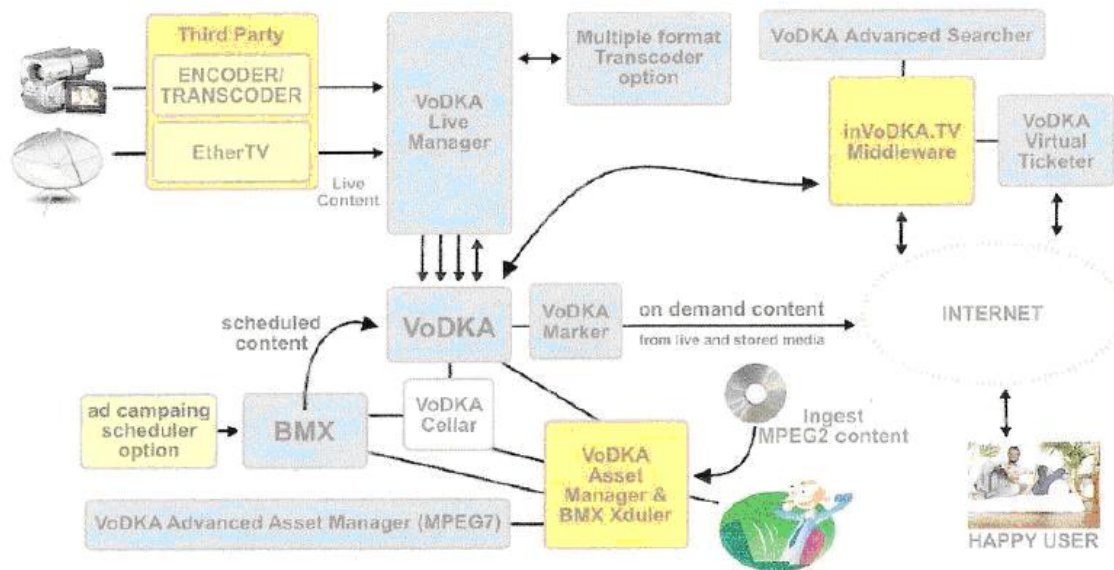 Third Party
ENCODER/
TRANSCODER
EtherTV
Live
Content
VoDKA
Live
Manager
Multiple format
Transcoder
option
VoDKA Advanced Searcher
inVoDKA.TV
Middleware
VoDKA
Virtual
Ticketer
scheduled
content
VoDKA
VoDKA
Marker
on demand content
from live and stored media
INTERNET
ad campaing
scheduler
option
BMX
VoDKA
Cellar
VoDKA
Asset
Manager &
BMX Xduler
Ingest
MPEG2 content
VoDKA Advanced Asset Manager (MPEG7)
HAPPY USER